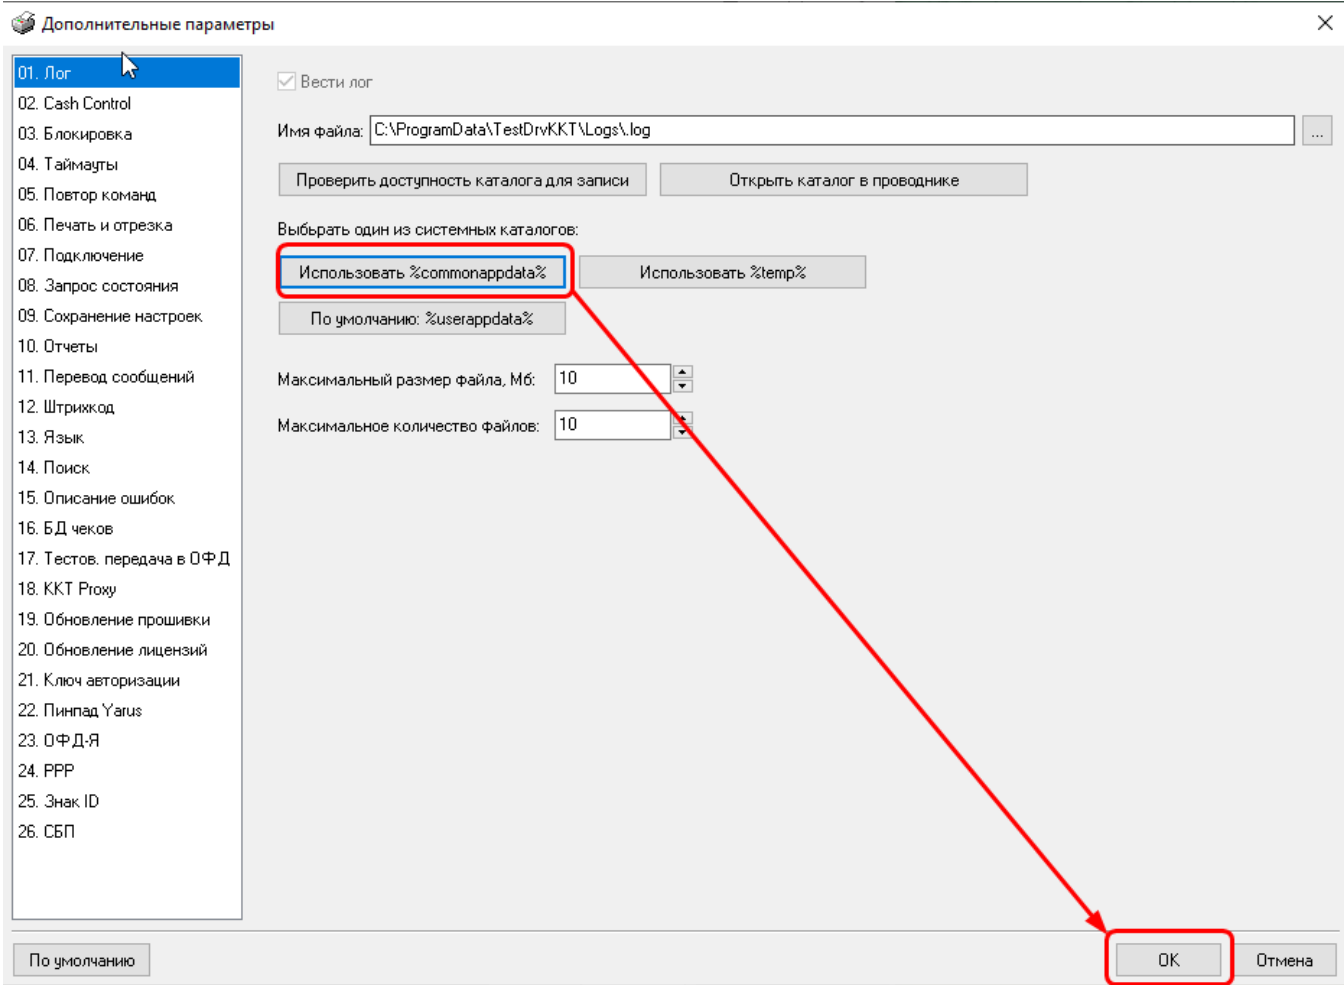 Дополнительные параметры
01. Лог
02. Cash Control
03. Блокировка
04. Таймауты
05. Повтор команд
06. Печать и отрезка
07. Подключение
08. Запрос состояния
09. Сохранение настроек
10. Отчеты
11. Перевод сообщений
12. Штрихкод
13. Язык
14. Поиск
15. Описание ошибок
16. БД чеков
17. Тестов. передача в ОФД
18. ККТ Proxy
19. Обновление прошивки
20. Обновление лицензий
21. Ключ авторизации
22. Пинпад Yarus
23. ОФД-Я
24. PPP
25. Знак ID
26. СБП
Вести лог
Имя файла: C:\ProgramData\TestDrvKKT\Logs\.log ...
Проверить доступность каталога для записи Открыть каталог в проводнике
Выбьрать один из системных каталогов:
Использовать %commonappdata% Использовать %temp%
По умолчанию: %userappdata%
Максимальный размер файла, Мб: 10
Максимальное количество файлов: 10
По умолчанию OK Отмена